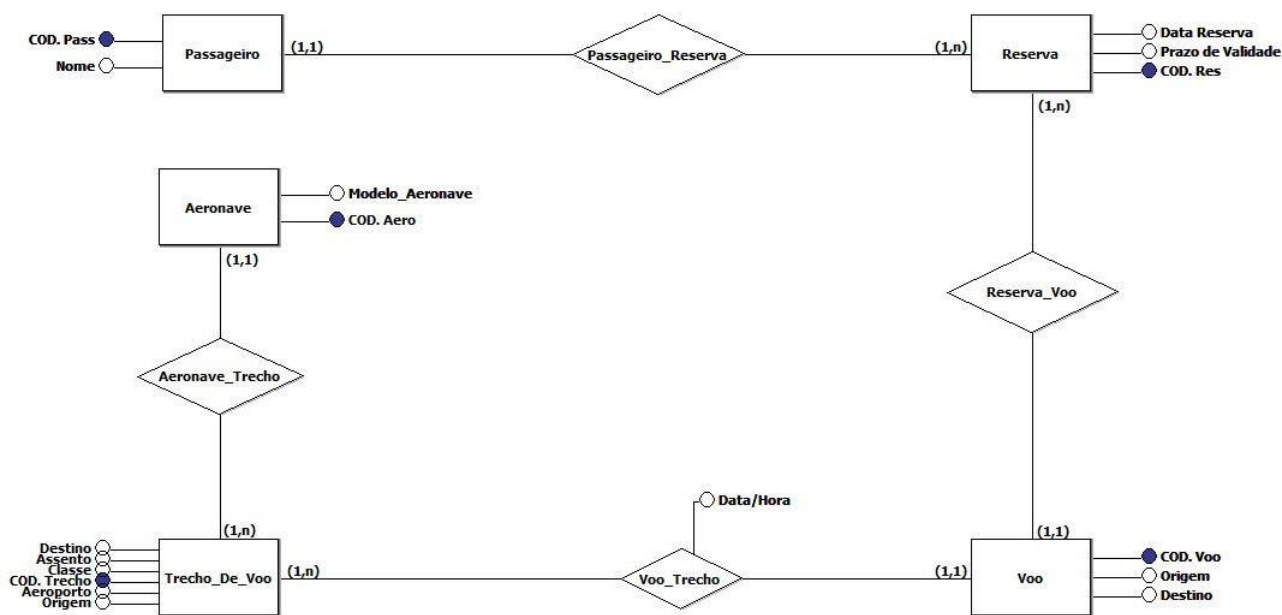 COD. Pass
Nome
Passageiro
(1,1)
Passageiro_Reserva
(1,n)
Reserva
Data Reserva
Prazo de Validade
COD. Res
(1,n)
Aeronave
Modelo_Aeronave
COD. Aero
(1,1)
Reserva_Voo
Aeronave_Trecho
Data/Hora
(1,n)
(1,1)
Destino
Assento
Classe
COD. Trecho
Aeroporto
Origem
Trecho_De_Voo
(1,n)
Voo_Trecho
(1,1)
Voo
COD. Voo
Origem
Destino